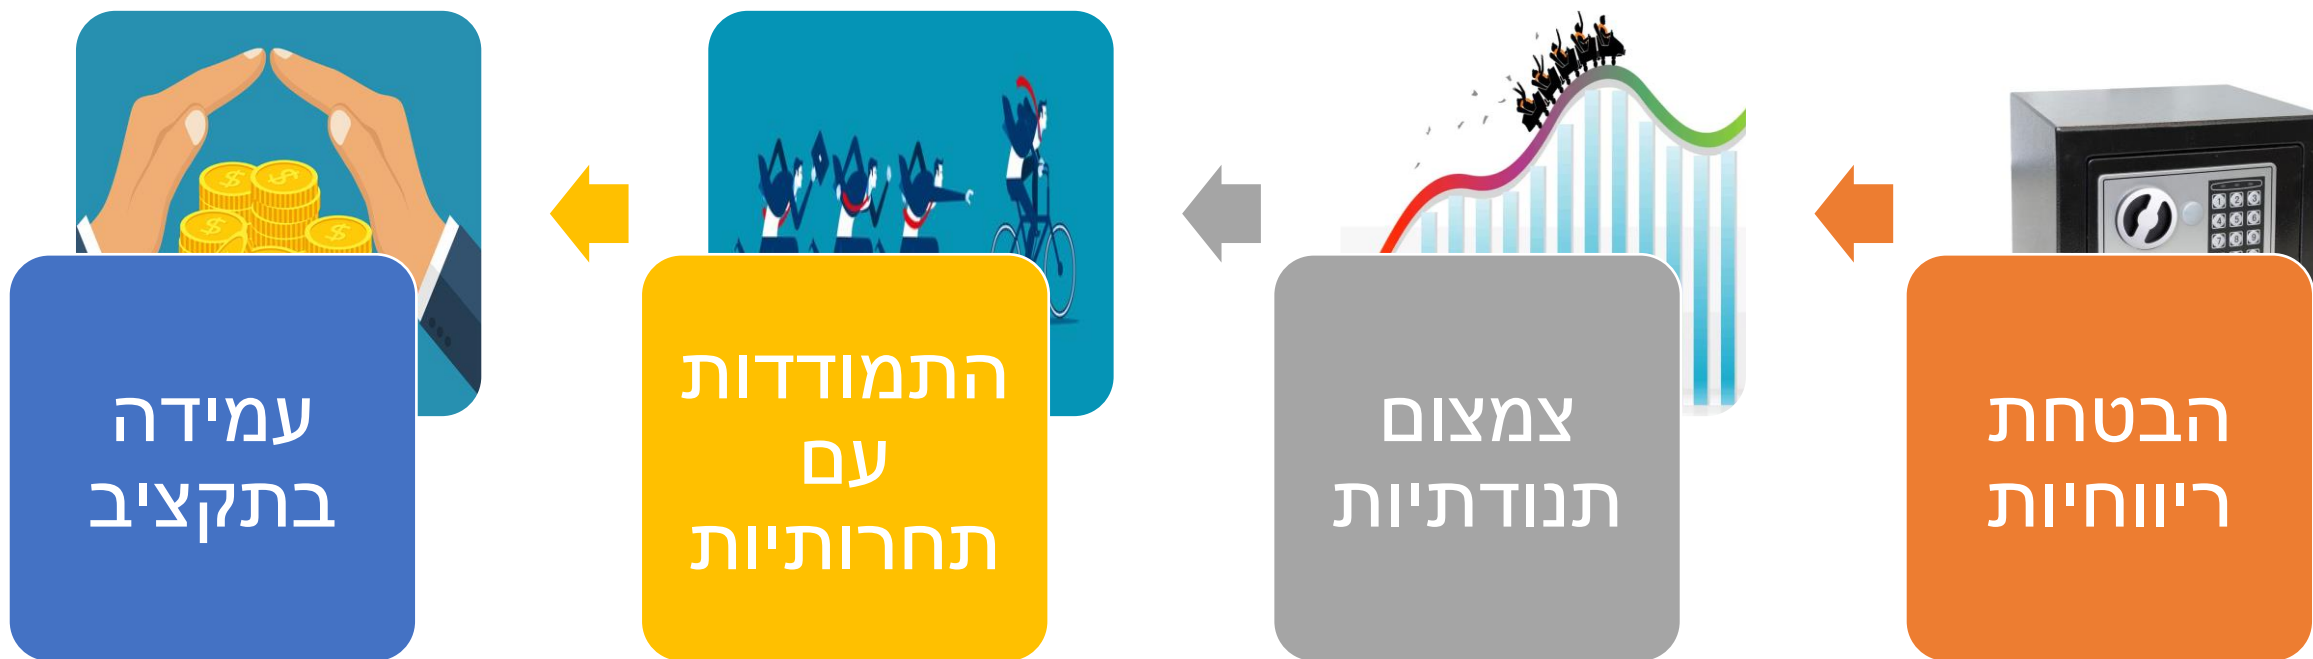 הבטחת
ריווחיות
צמצום
תנודתיות
התמודדות
עם
תחרותיות
עמידה
בתקציב